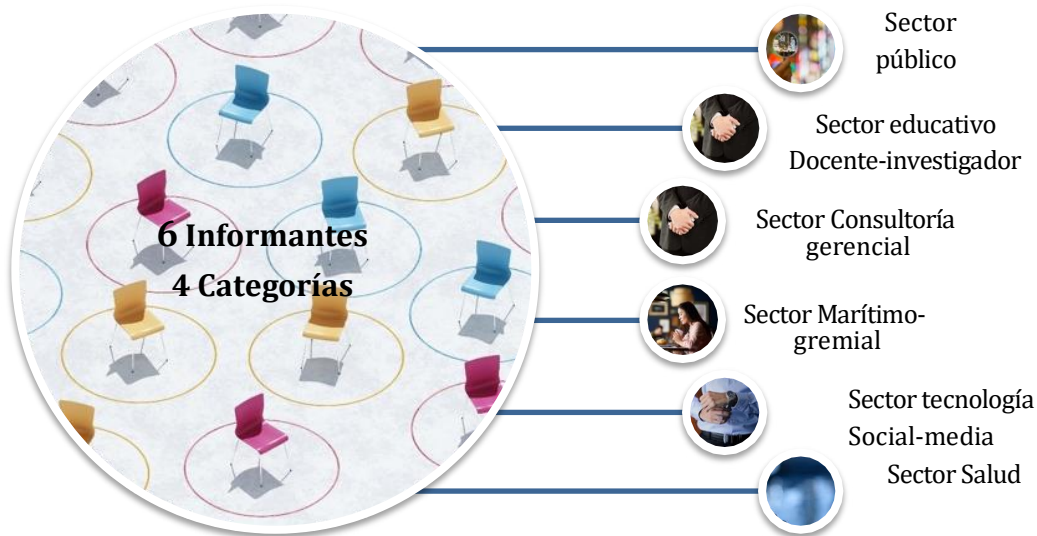 6 Informantes
4 Categorías
Sector
público
Sector educativo
Docente-investigador
Sector Consultoría
gerencial
Sector Marítimo-
gremial
Sector tecnología
Social-media
Sector Salud